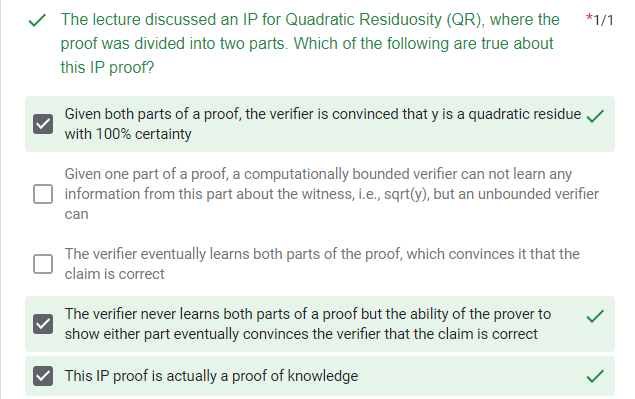 The lecture discussed an IP for Quadratic Residuosity (QR), where the *1/1
proof was divided into two parts. Which of the following are true about
this IP proof?
Given both parts of a proof, the verifier is convinced that y is a quadratic residue
with 100% certainty
Given one part of a proof, a computationally bounded verifier can not learn any
information from this part about the witness, i.e., sqrt(y), but an unbounded verifier
can
The verifier eventually learns both parts of the proof, which convinces it that the
claim is correct
The verifier never learns both parts of a proof but the ability of the prover to
show either part eventually convinces the verifier that the claim is correct
This IP proof is actually a proof of knowledge